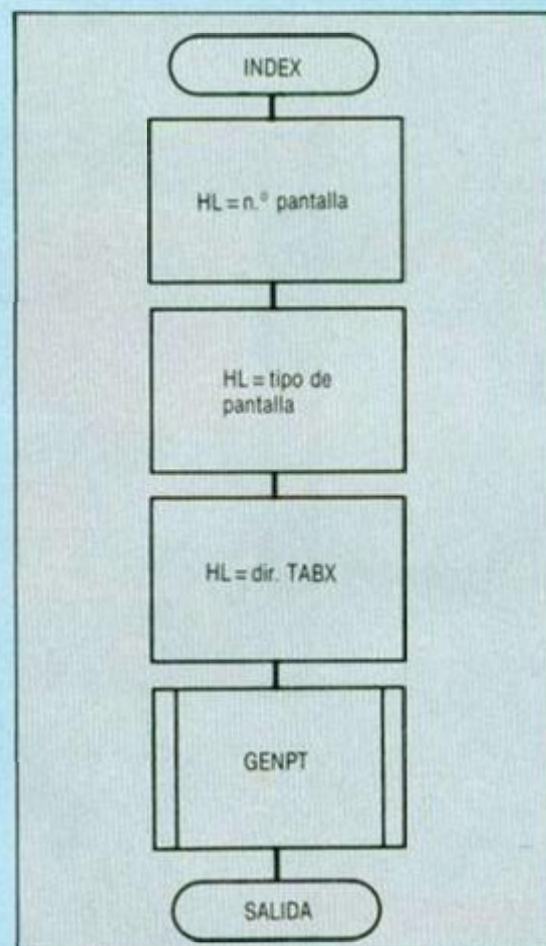 INDEX
HL = n.º pantalla
HL = tipo de
pantalla
HL = dir. TABX
GENPT
SALIDA